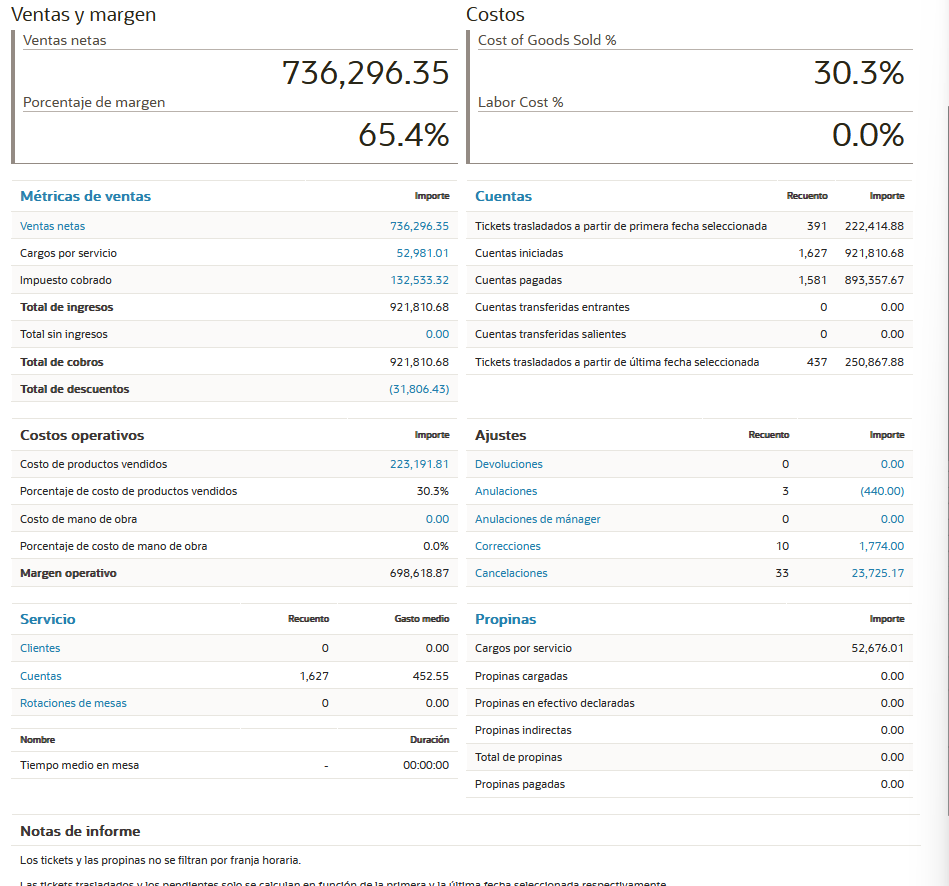 Ventas y margen
Ventas netas
736,296.35
Porcentaje de margen
65.4%
Costos
Cost of Goods Sold %
30.3%
Labor Cost %
0.0%
Métricas de ventas Importe
Ventas netas 736,296.35
Cargos por servicio 52,981.01
Impuesto cobrado 132,533.32
Total de ingresos 921,810.68
Total sin ingresos 0.00
Total de cobros 921,810.68
Total de descuentos (31,806.43)
Cuentas Recuento Importe
Tickets trasladados a partir de primera fecha seleccionada 391 222,414.88
Cuentas iniciadas 1,627 921,810.68
Cuentas pagadas 1,581 893,357.67
Cuentas transferidas entrantes 0 0.00
Cuentas transferidas salientes 0 0.00
Tickets trasladados a partir de última fecha seleccionada 437 250,867.88
Costos operativos Importe
Costo de productos vendidos 223,191.81
Porcentaje de costo de productos vendidos 30.3%
Costo de mano de obra 0.00
Porcentaje de costo de mano de obra 0.0%
Margen operativo 698,618.87
Ajustes Recuento Importe
Devoluciones 0 0.00
Anulaciones 3 (440.00)
Anulaciones de mánager 0 0.00
Correcciones 10 1,774.00
Cancelaciones 33 23,725.17
Servicio Recuento Gasto medio
Clientes 0 0.00
Cuentas 1,627 452.55
Rotaciones de mesas 0 0.00
Nombre Duración
Tiempo medio en mesa - 00:00:00
Propinas Importe
Cargos por servicio 52,676.01
Propinas cargadas 0.00
Propinas en efectivo declaradas 0.00
Propinas indirectas 0.00
Total de propinas 0.00
Propinas pagadas 0.00
Notas de informe
Los tickets y las propinas no se filtran por franja horaria.
Las tickets trasladados y los pendientes solo se calculan en función de la primera y la última fecha seleccionada respectivamente.